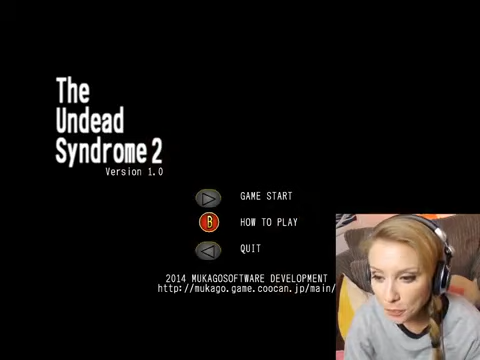 The
Undead
Syndrome 2
Version 1.0
GAME START
B HOW TO PLAY
QUIT
2014 MUKAGOSOFTWARE DEVELOPMENT
http://mukago.game.coocan.jp/main/